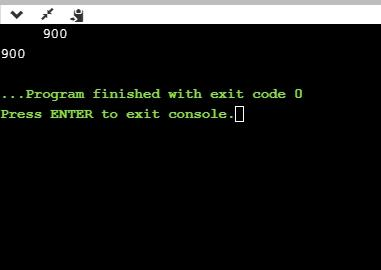 900
900
...Program finished with exit code 0
Press ENTER to exit console.